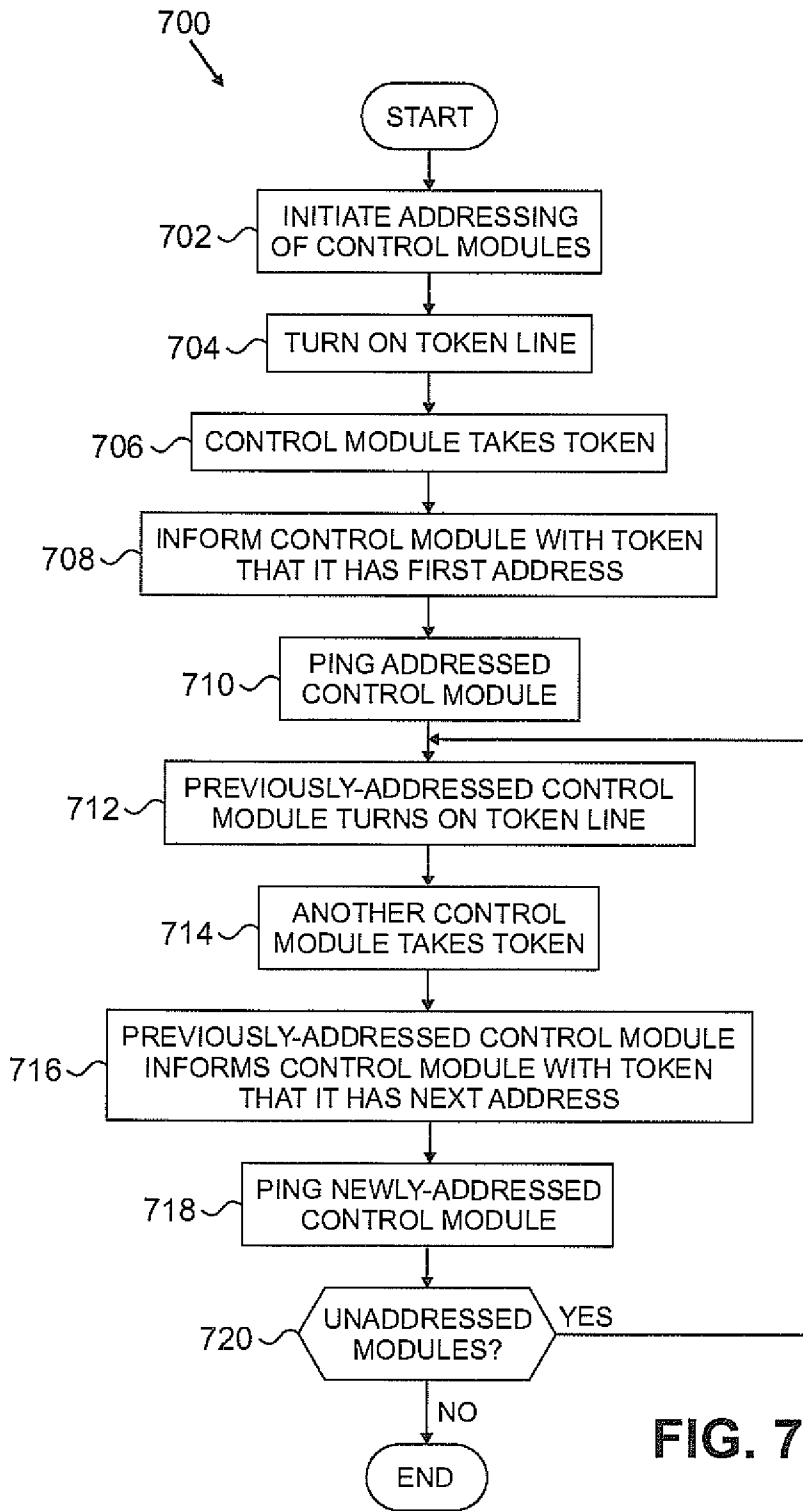 700
START
702
INITIATE ADDRESSING
OF CONTROL MODULES
704
TURN ON TOKEN LINE
706
CONTROL MODULE TAKES TOKEN
708
INFORM CONTROL MODULE WITH TOKEN
THAT IT HAS FIRST ADDRESS
710
PING ADDRESSED
CONTROL MODULE
712
PREVIOUSLY-ADDRESSED CONTROL
MODULE TURNS ON TOKEN LINE
714
ANOTHER CONTROL
MODULE TAKES TOKEN
716
PREVIOUSLY-ADDRESSED CONTROL MODULE
INFORMS CONTROL MODULE WITH TOKEN
THAT IT HAS NEXT ADDRESS
718
PING NEWLY-ADDRESSED
CONTROL MODULE
720
UNADDRESSED
MODULES?
YES
NO
END
FIG. 7